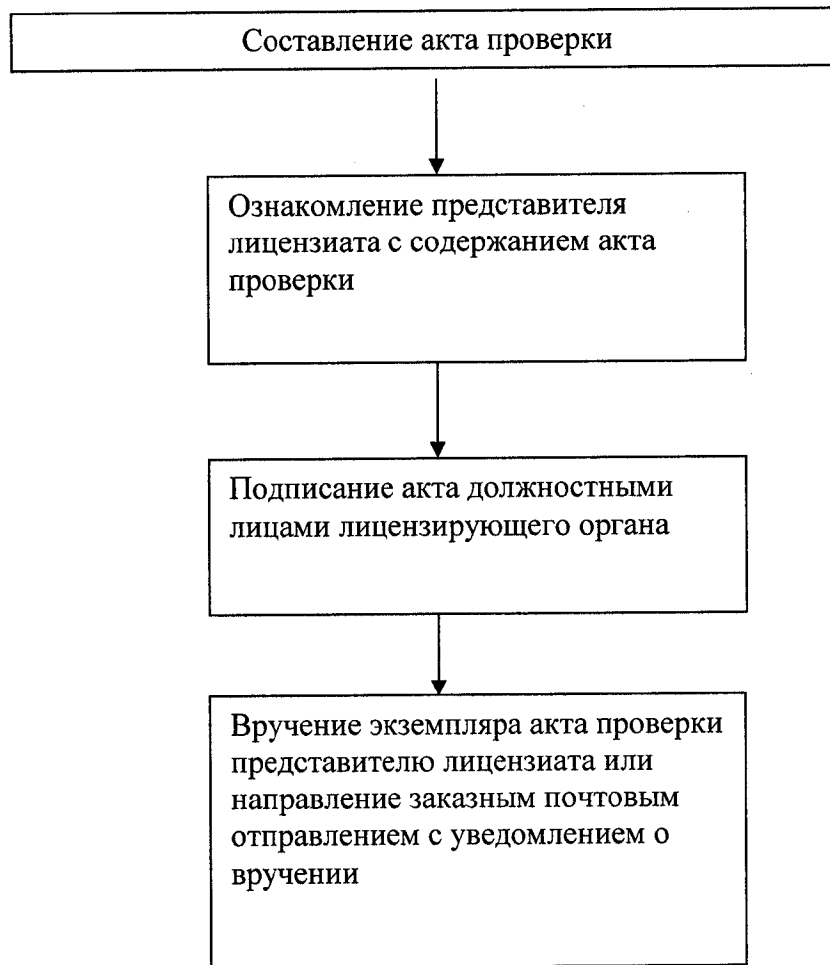 Составление акта проверки
Ознакомление представителя
лицензиата с содержанием акта
проверки
Подписание акта должностными
лицами лицензирующего органа
Вручение экземпляра акта проверки
представителю лицензиата или
направление заказным почтовым
отправлением с уведомлением о
вручении